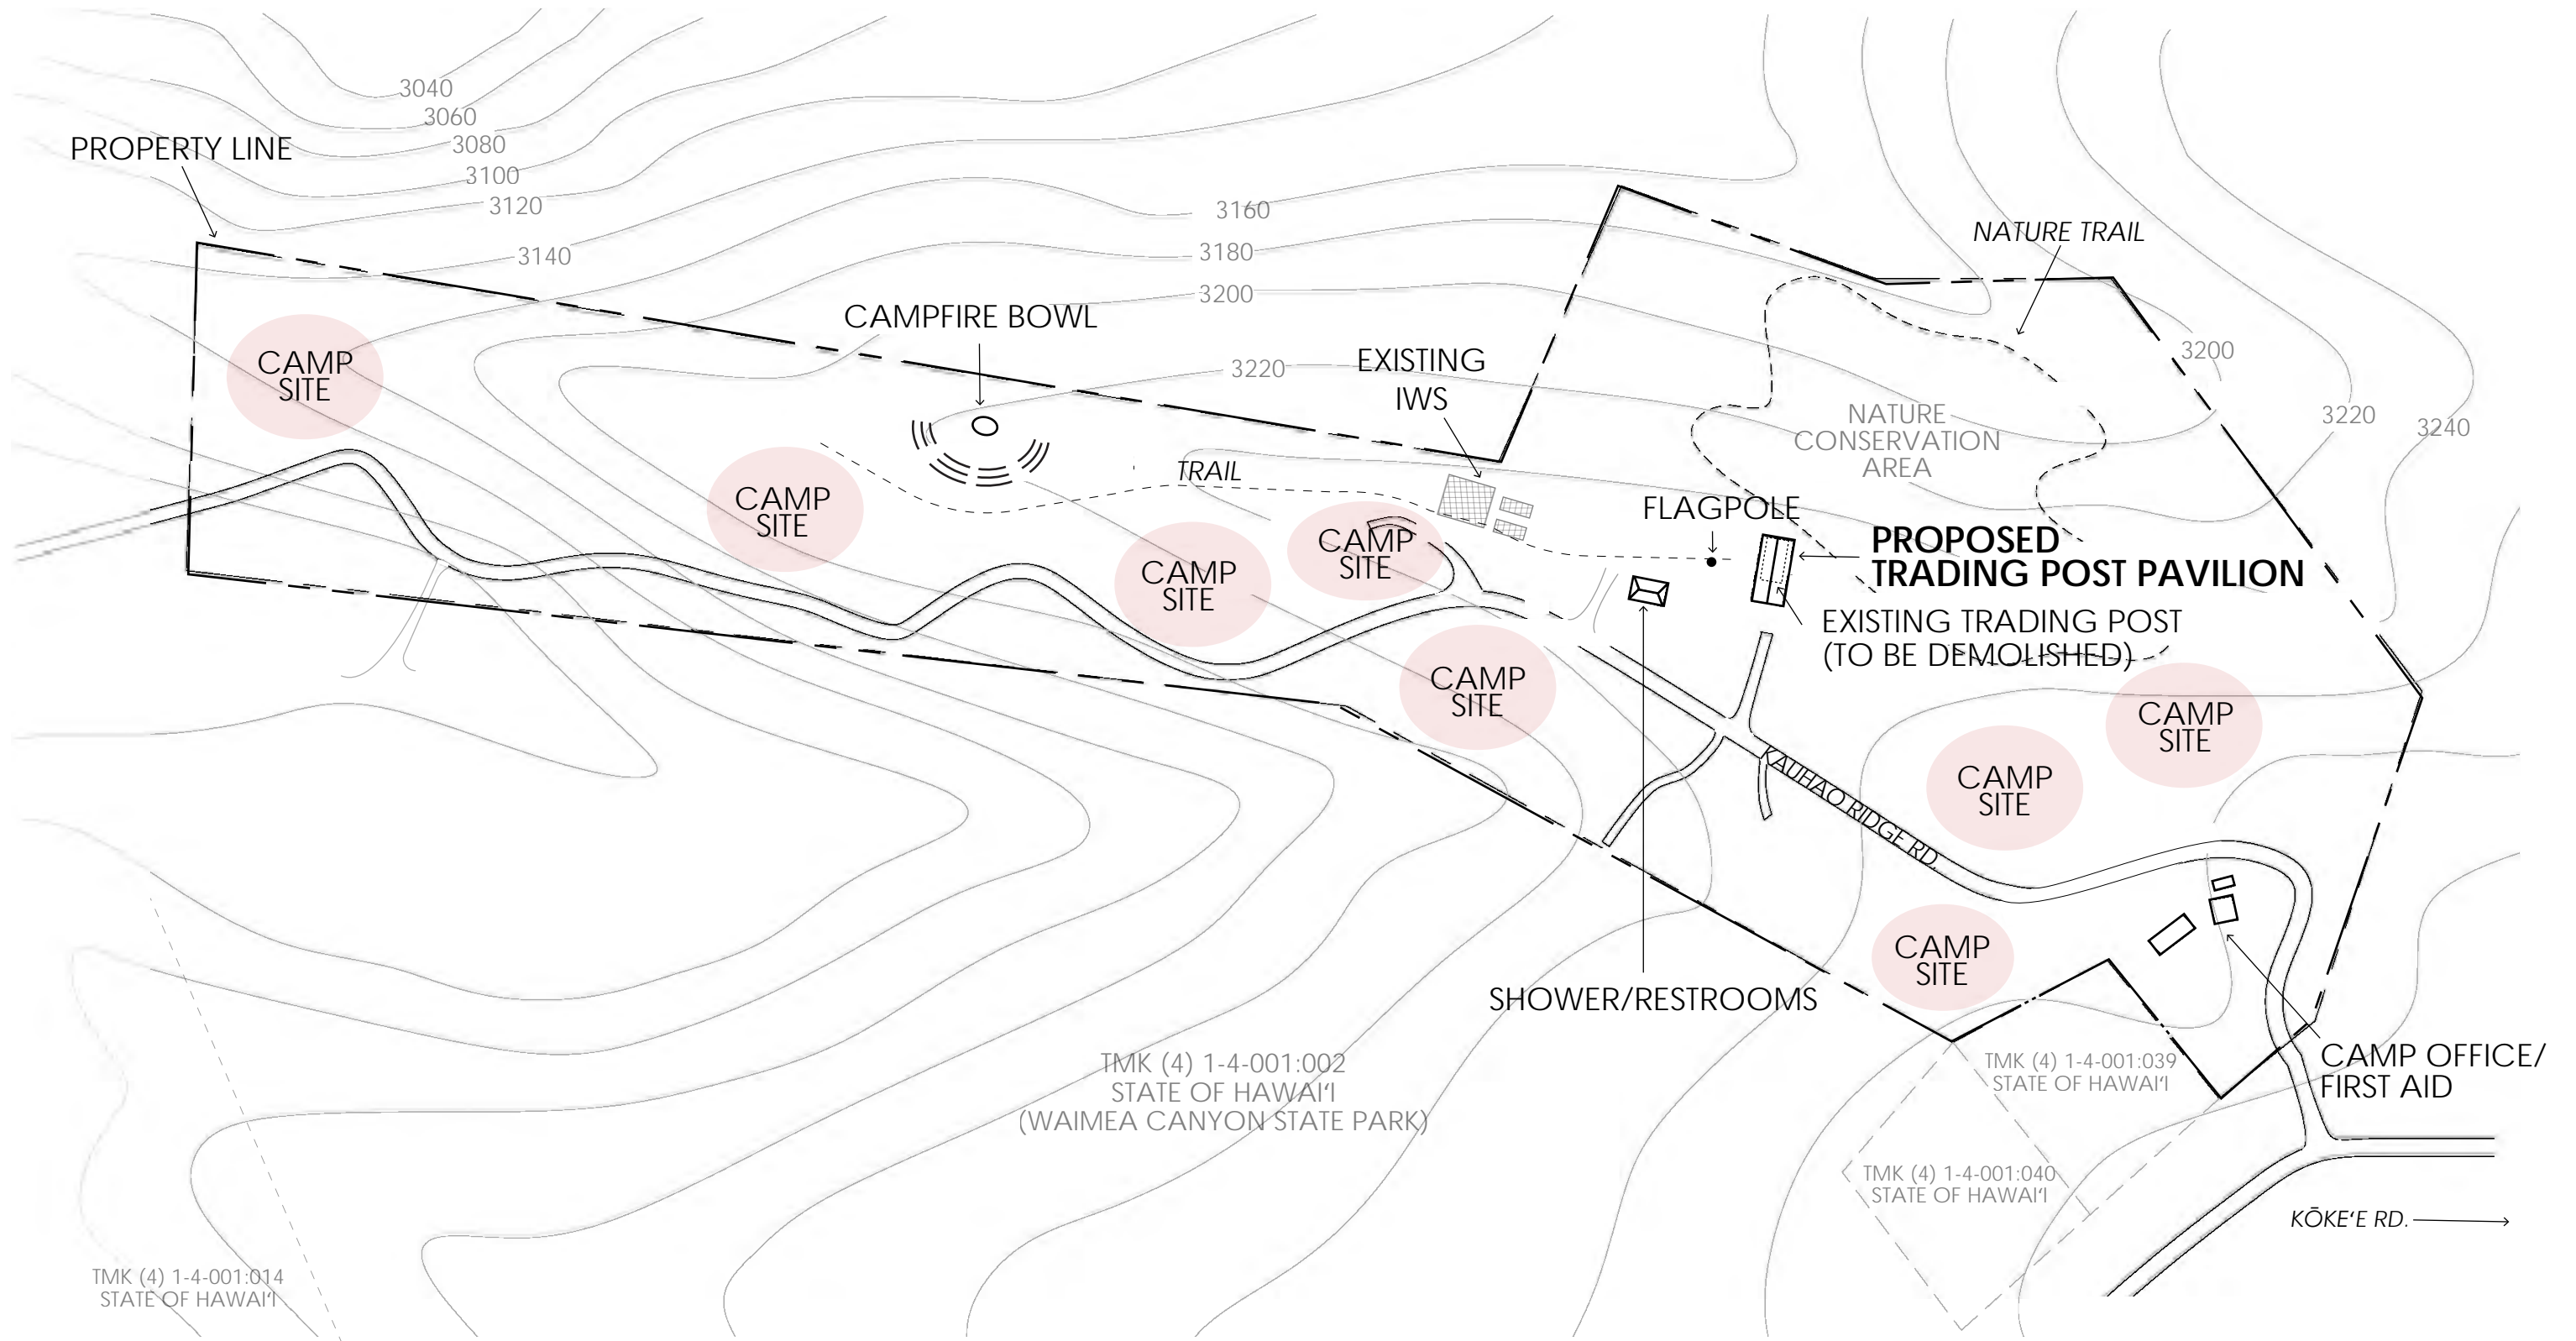 3040
3060
3080
PROPERTY LINE
3100
3120
3160
NATURE TRAIL
3140
3180
3200
CAMPFIRE BOWL
3200
CAMP
SITE
EXISTING
IWS
3220
NATURE
CONSERVATION
AREA
3220
3240
TRAIL
CAMP
SITE
FLAGPOLE
CAMP
SITE
PROPOSED
TRADING POST PAVILION
CAMP
SITE
EXISTING TRADING POST
(TO BE DEMOLISHED)
CAMP
SITE
CAMP
SITE
CAMP
SITE
KAUHAO RIDGE RD.
CAMP
SITE
SHOWER/RESTROOMS
CAMP OFFICE/
FIRST AID
TMK (4) 1-4-001:002
STATE OF HAWAIʻI
(WAIMEA CANYON STATE PARK)
TMK (4) 1-4-001:039
STATE OF HAWAIʻI
TMK (4) 1-4-001:040
STATE OF HAWAIʻI
KŌKEʻE RD.
TMK (4) 1-4-001:014
STATE OF HAWAIʻI